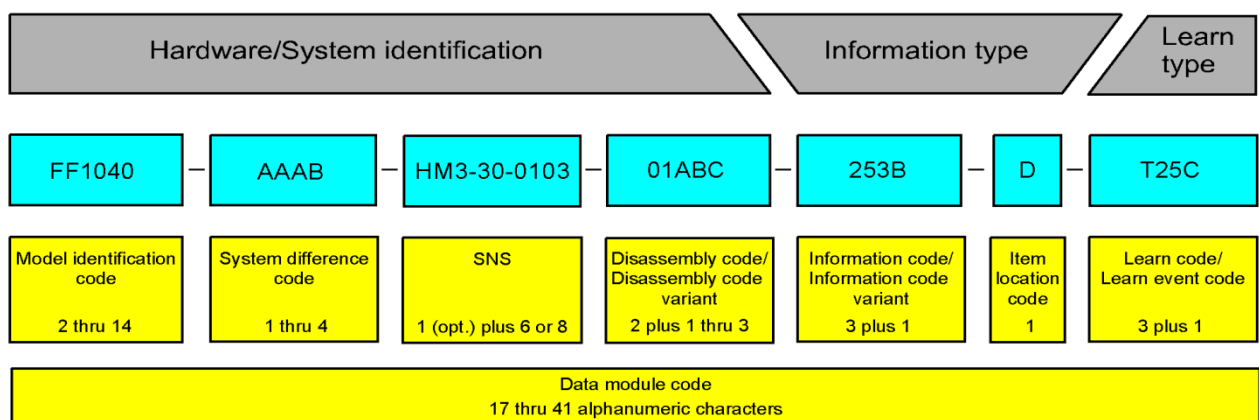 Hardware/System identification
Information type
Learn
type
FF1040 – AAAB – HM3-30-0103 – 01ABC – 253B – D – T25C
Model identification
code
2 thru 14
System difference
code
1 thru 4
SNS
1 (opt.) plus 6 or 8
Disassembly code/
Disassembly code
variant
2 plus 1 thru 3
Information code/
Information code
variant
3 plus 1
Item
location
code
1
Learn code/
Learn event code
3 plus 1
Data module code
17 thru 41 alphanumeric characters